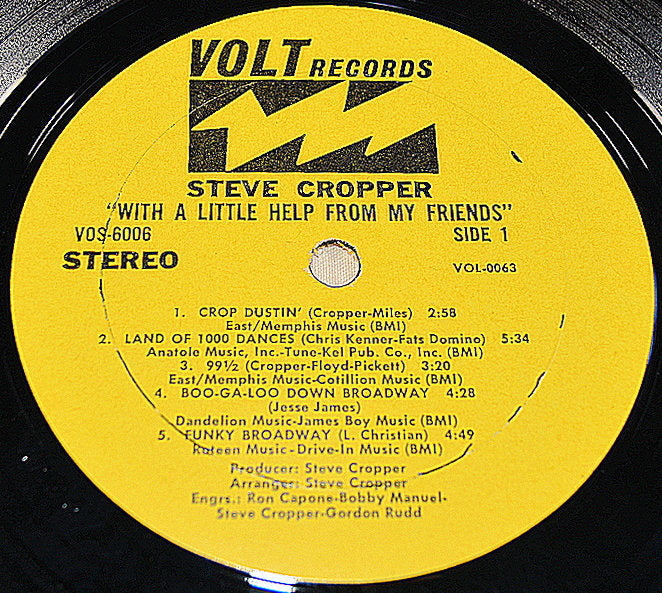 VOLT RECORDS
STEVE CROPPER
"WITH A LITTLE HELP FROM MY FRIENDS"
VOS-6006 SIDE 1
STEREO VOL-0063
1. CROP DUSTIN' (Cropper-Miles) 2:58
East/Memphis Music (BMI)
2. LAND OF 1000 DANCES (Chris Kenner-Fats Domino) 5:34
Anatole Music, Inc.-Tune-Kel Pub. Co., Inc. (BMI)
3. 99½ (Cropper-Floyd-Pickett) 3:20
East/Memphis Music-Cotillion Music (BMI)
4. BOO-GA-LOO DOWN BROADWAY 4:28
(Jesse James)
Dandelion Music-James Boy Music (BMI)
5. FUNKY BROADWAY (L. Christian) 4:49
Routeen Music-Drive-In Music (BMI)
Producer: Steve Cropper
Arranger: Steve Cropper
Engrs.: Ron Capone-Bobby Manuel-
Steve Cropper-Gordon Rudd